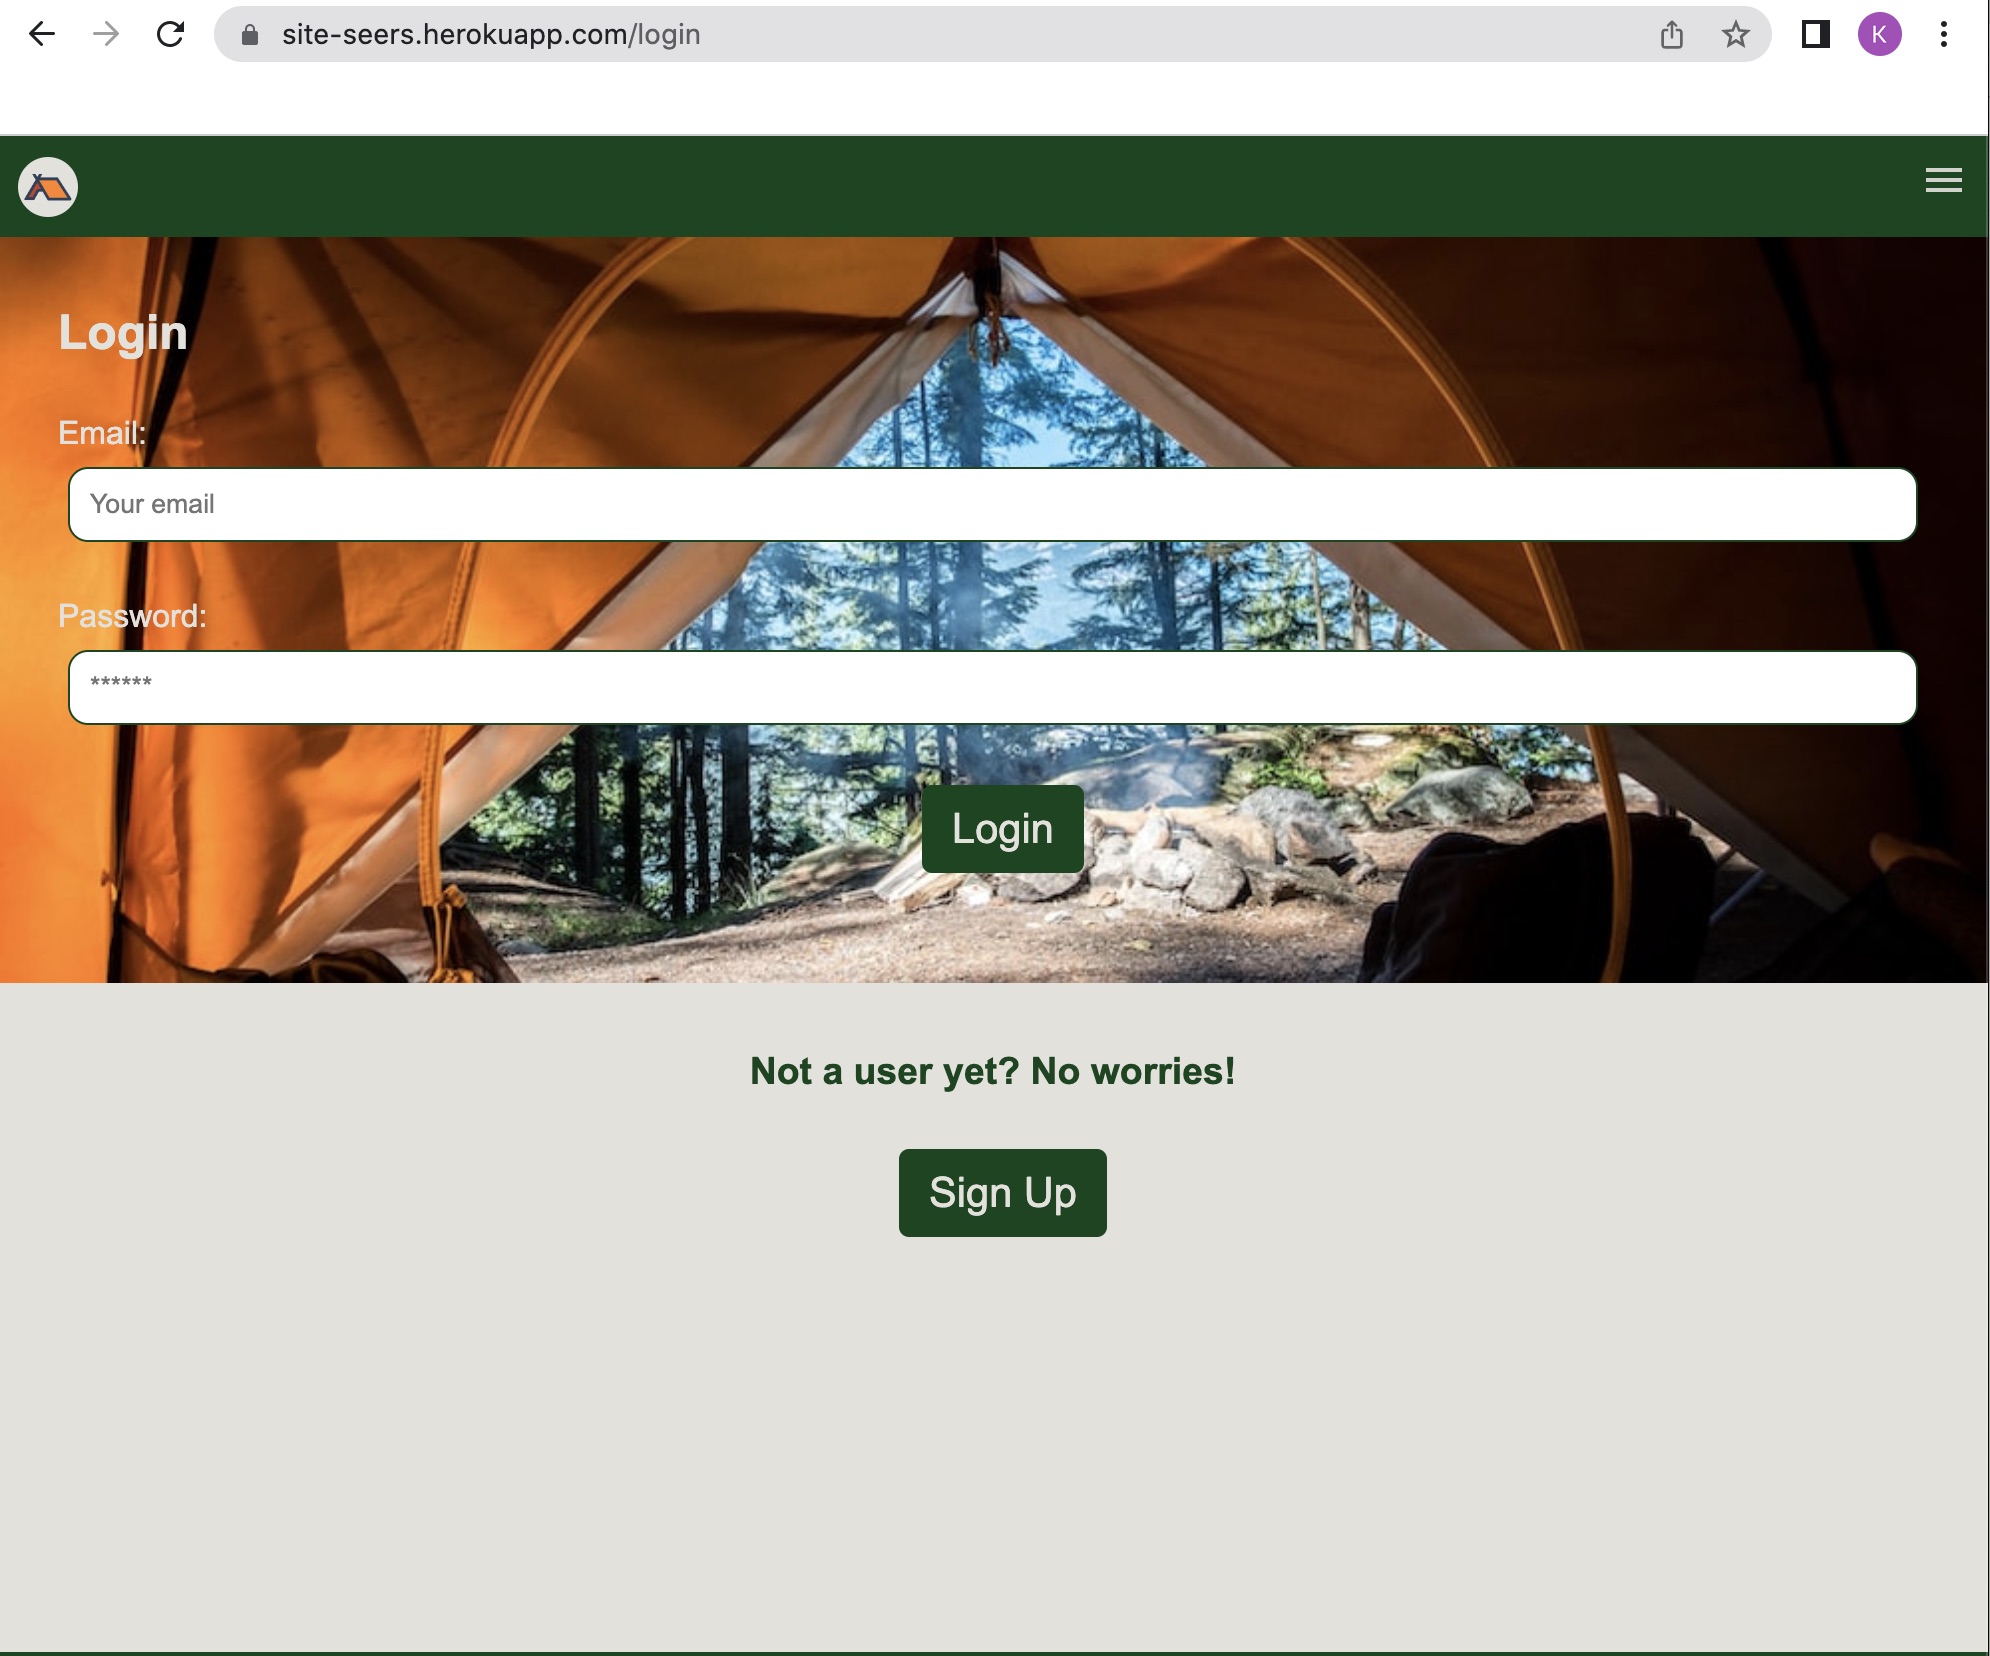 site-seers.herokuapp.com/login
K
Login
Email:
Your email
Password:
******
Login
Not a user yet? No worries!
Sign Up